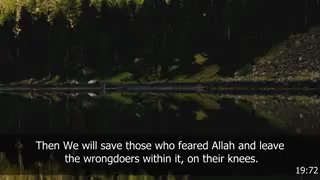 Then We will save those who feared Allah and leave
the wrongdoers within it, on their knees.
19:72